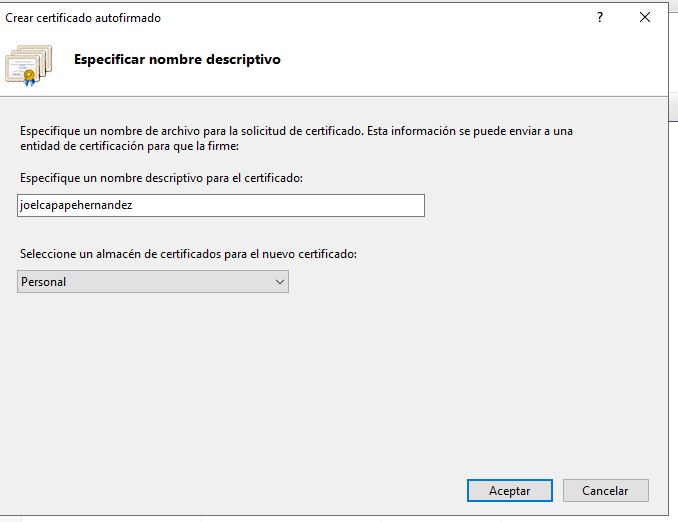 Crear certificado autofirmado
?
Especificar nombre descriptivo
Especifique un nombre de archivo para la solicitud de certificado. Esta información se puede enviar a una
entidad de certificación para que la firme:
Especifique un nombre descriptivo para el certificado:
joelcapapehernandez
Seleccione un almacén de certificados para el nuevo certificado:
Personal
Aceptar
Cancelar